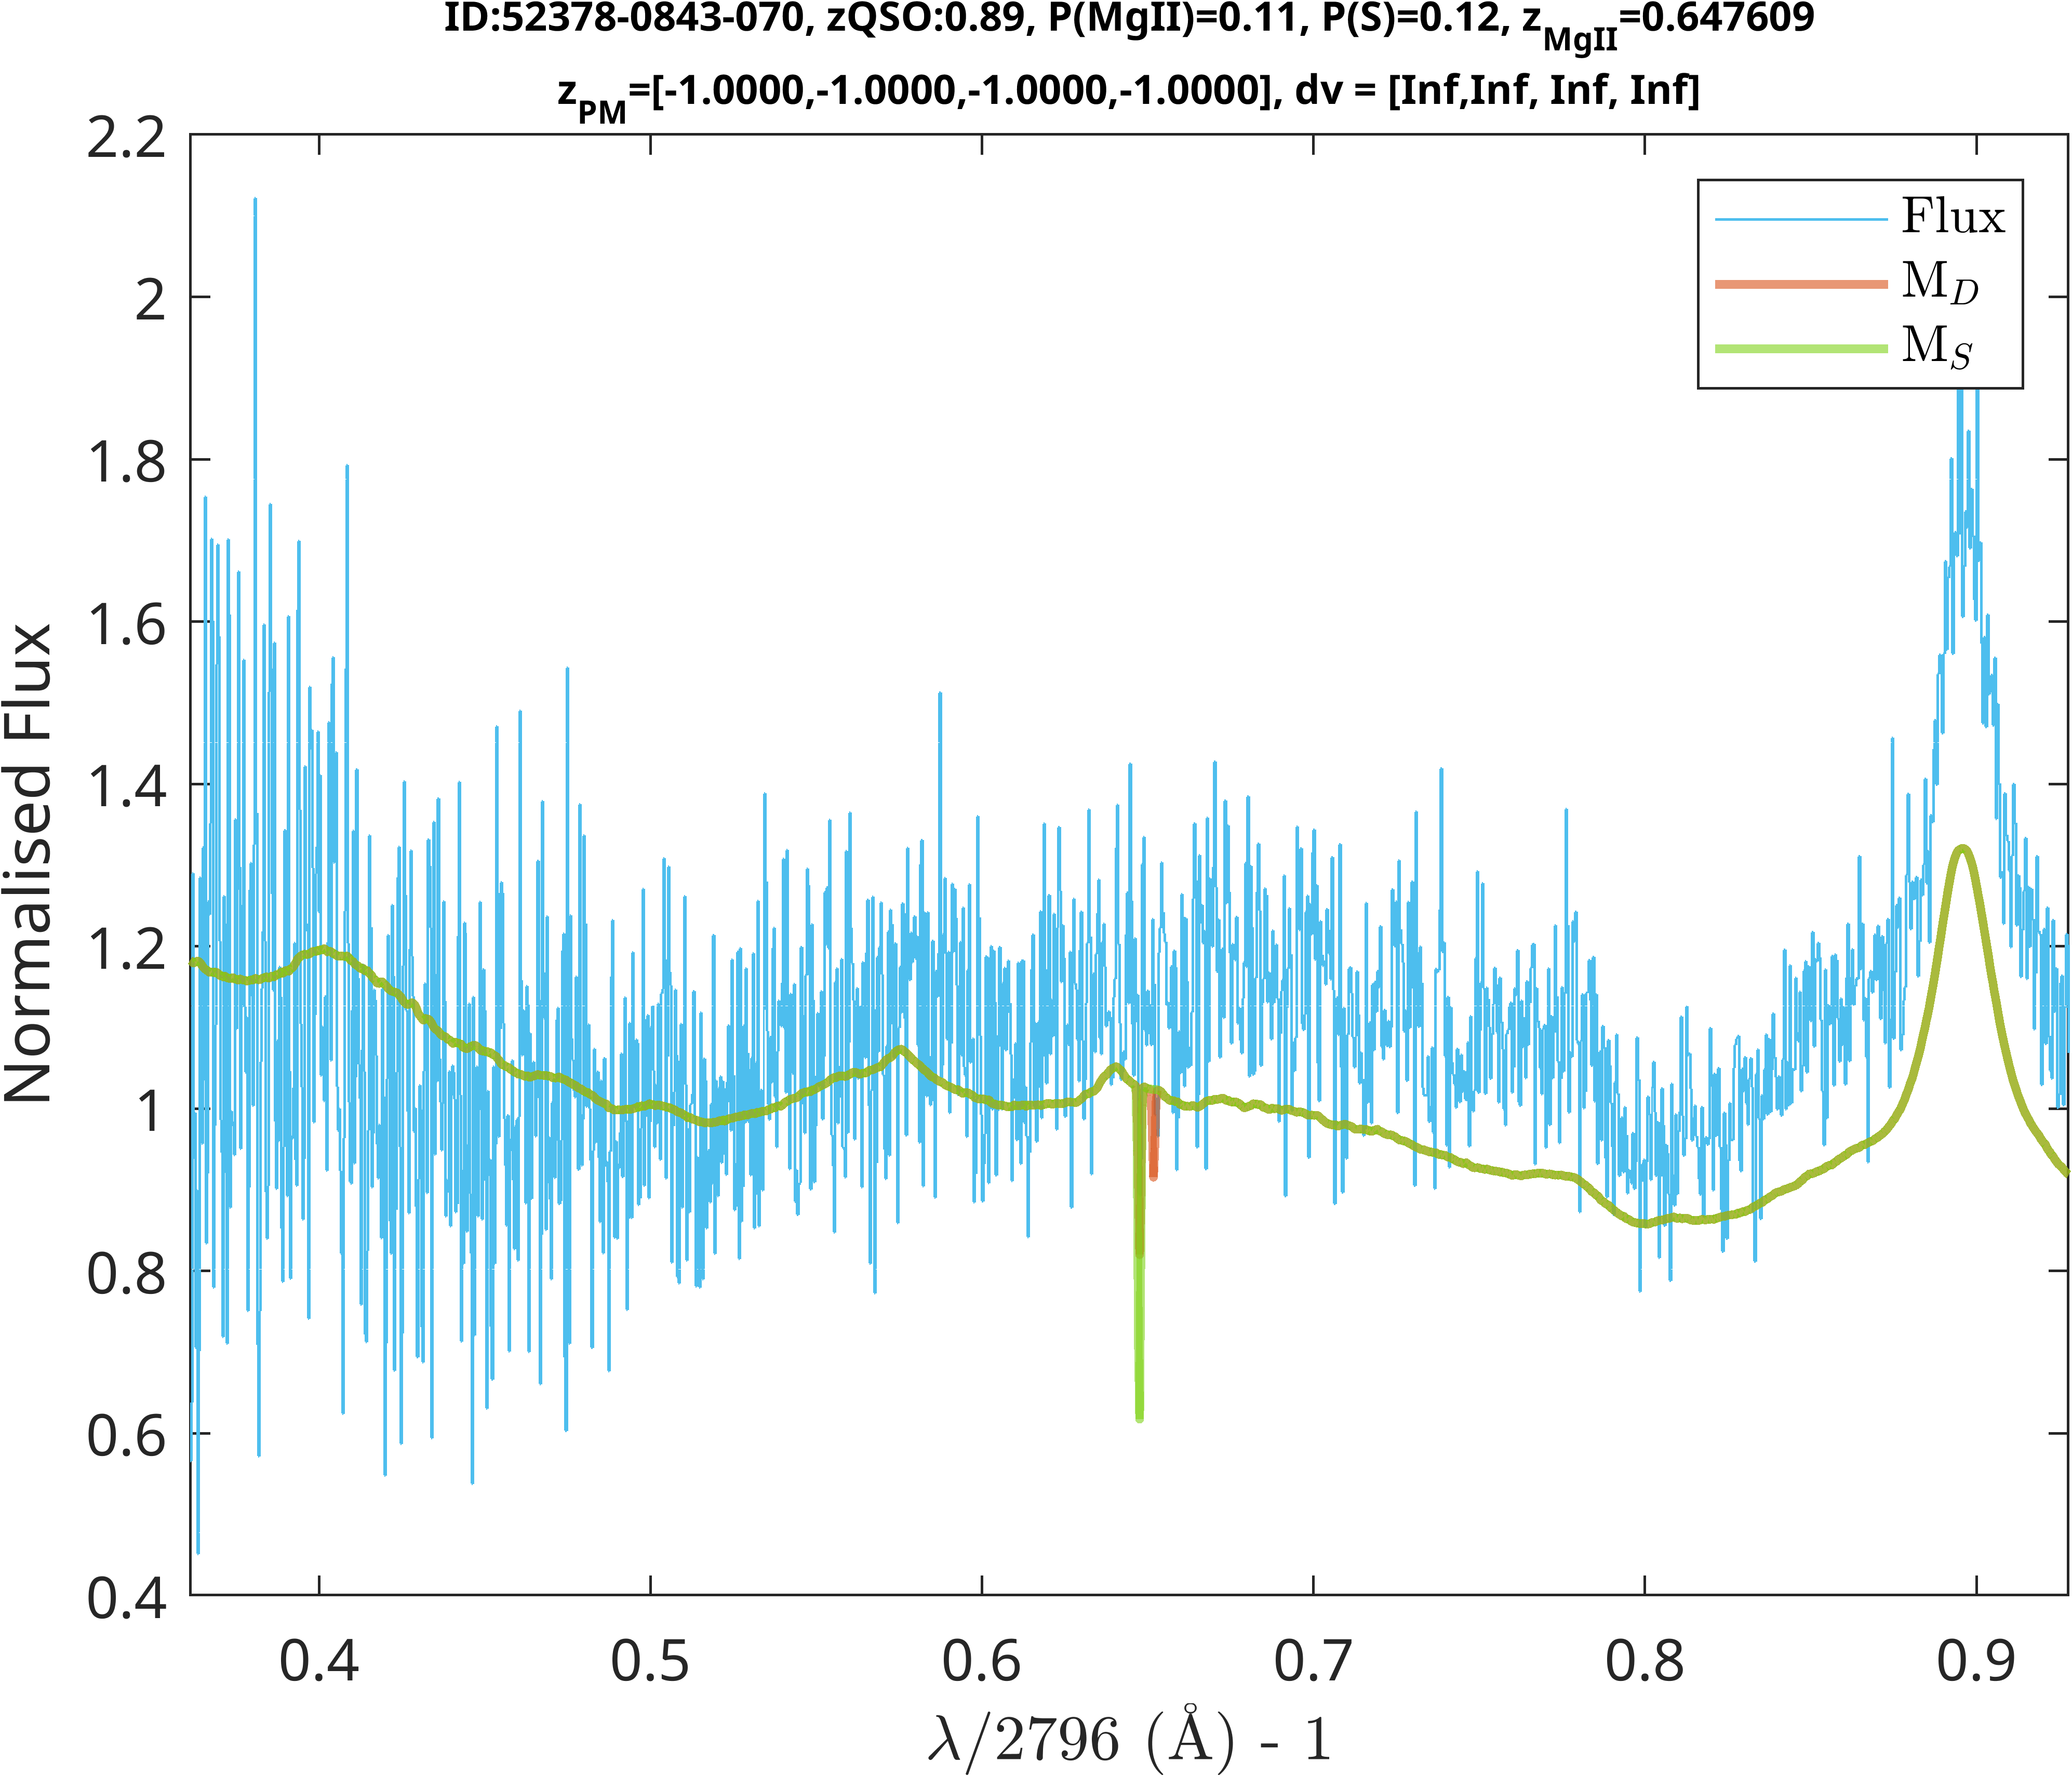 ID:52378-0843-070, zQSO:0.89, P(MgII)=0.11, P(S)=0.12, zMgII=0.647609
zPM=[-1.0000,-1.0000,-1.0000,-1.0000], dv = [Inf,Inf, Inf, Inf]
2.2
2
1.8
1.6
1.4
1.2
1
0.8
0.6
0.4
Normalised Flux
Flux
MD
MS
0.4 0.5 0.6 0.7 0.8 0.9
λ/2796 (Å) - 1